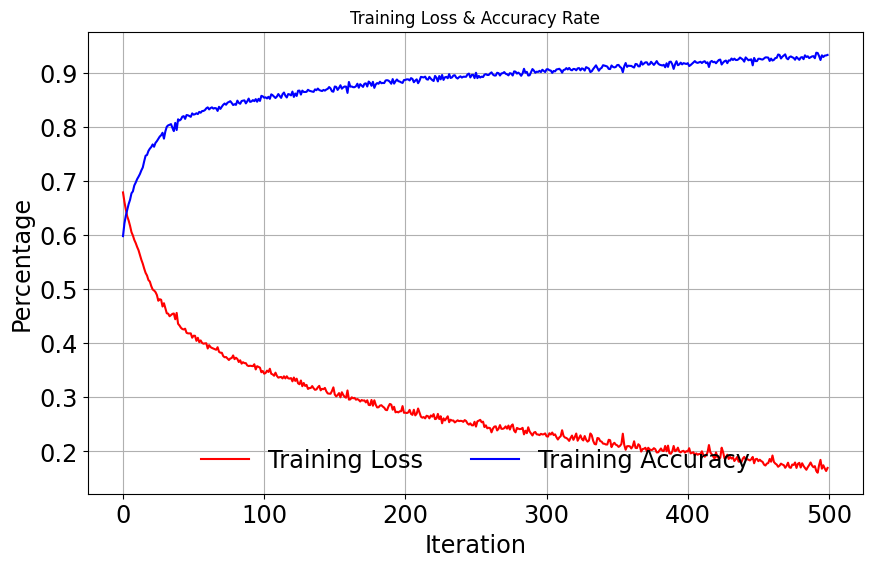 Training Loss & Accuracy Rate
Percentage
0.9
0.8
0.7
0.6
0.5
0.4
0.3
0.2
Training Loss Training Accuracy
0 100 200 300 400 500
Iteration